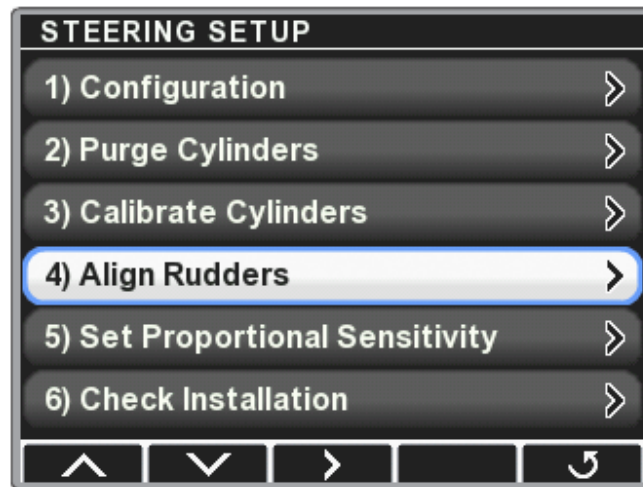 STEERING SETUP
1) Configuration
2) Purge Cylinders
3) Calibrate Cylinders
4) Align Rudders
5) Set Proportional Sensitivity
6) Check Installation